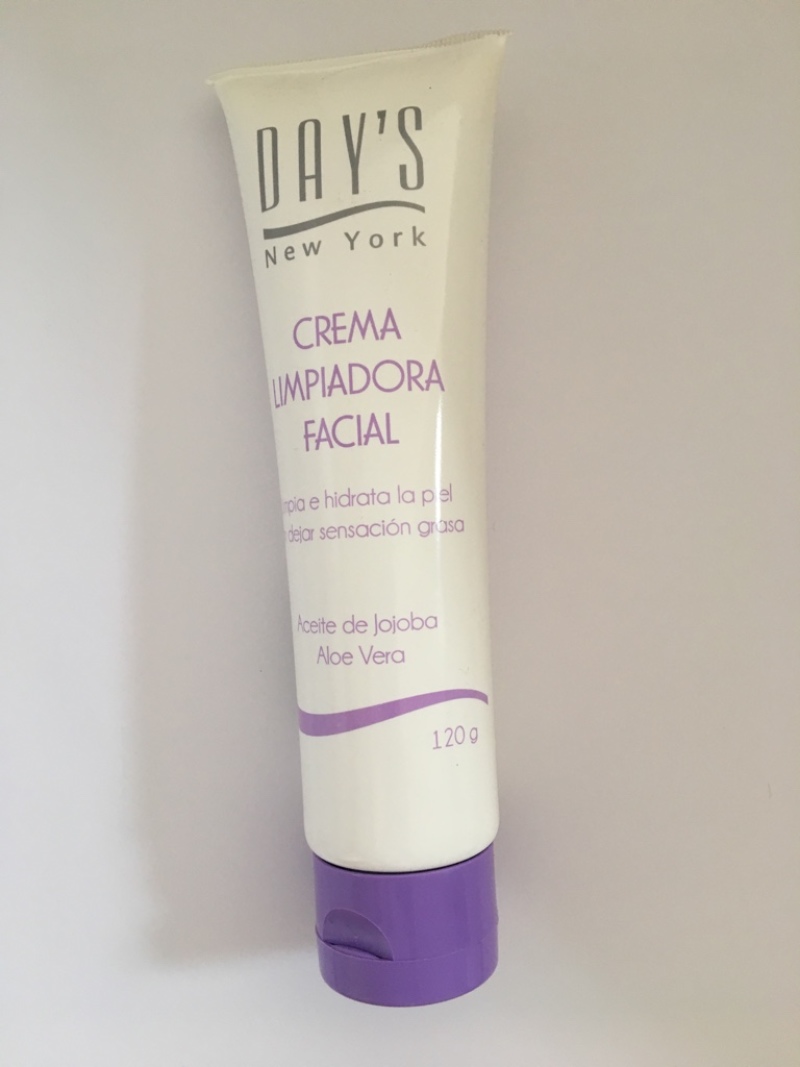 DAY'S
New York
CREMA
LIMPIADORA
FACIAL
e hidrata la piel
dejar sensación grasa
Aceite de Jojoba
Aloe Vera
120 g